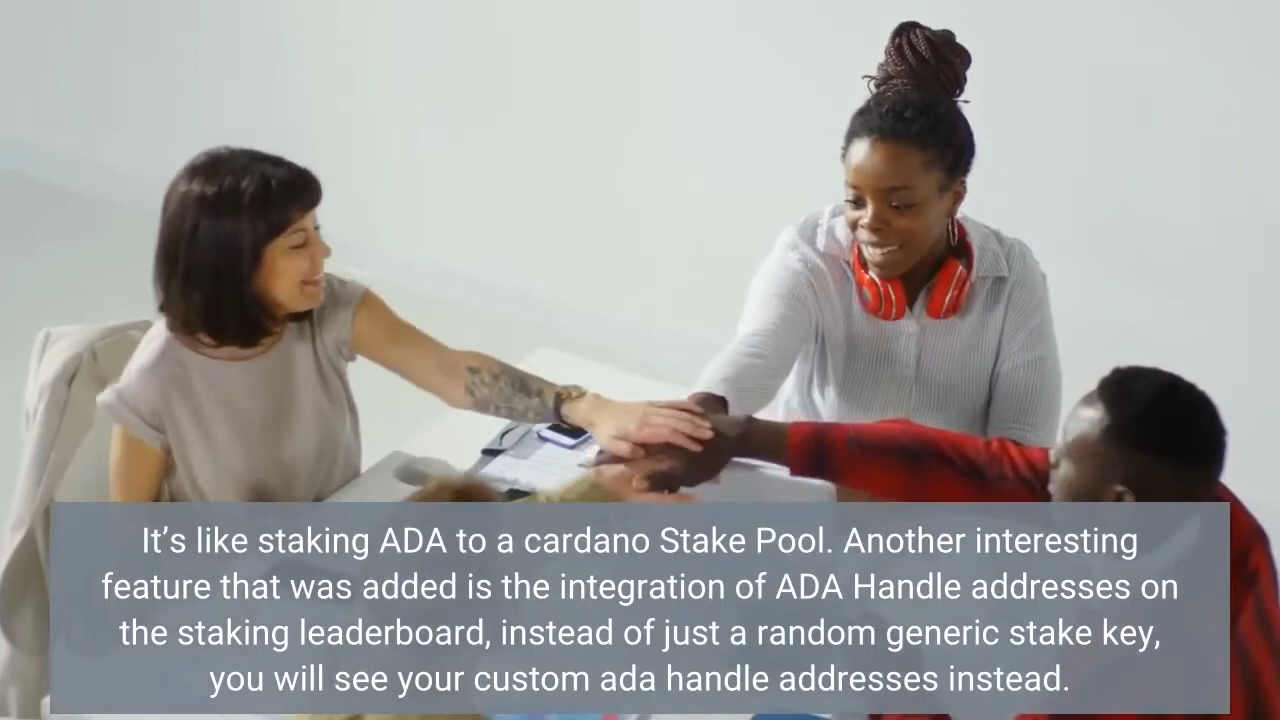 It’s like staking ADA to a cardano Stake Pool. Another interesting
feature that was added is the integration of ADA Handle addresses on
the staking leaderboard, instead of just a random generic stake key,
you will see your custom ada handle addresses instead.